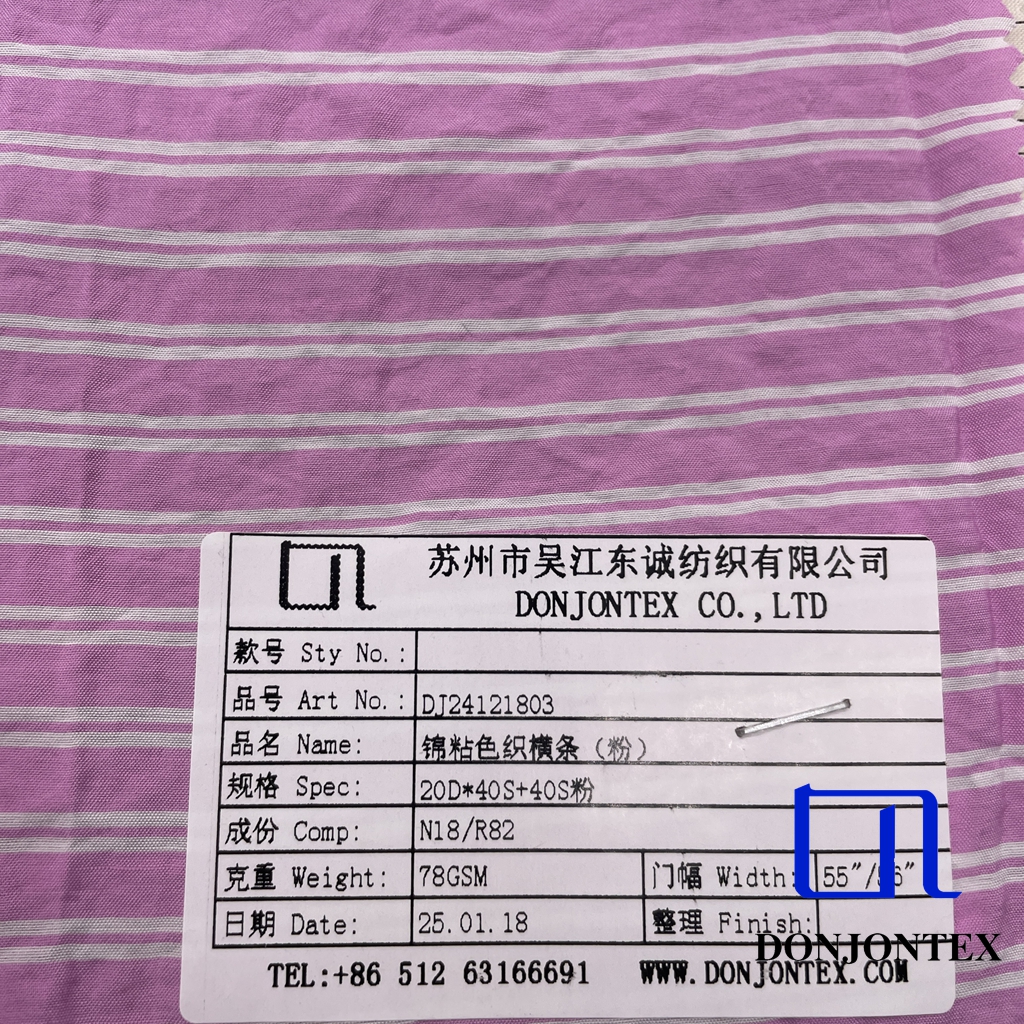 苏州市吴江东诚纺织有限公司
DONJONTEX CO.,LTD
款号 Sty No.:
品号 Art No.: DJ24121803
品名 Name: 锦粘色织横条（粉）
规格 Spec: 20D*40S+40S粉
成份 Comp: N18/R82
克重 Weight: 78GSM 门幅 Width: 55"/56"
日期 Date: 25.01.18 整理 Finish:
DONJONTEX
TEL:+86 512 63166691 WWW.DONJONTEX.COM